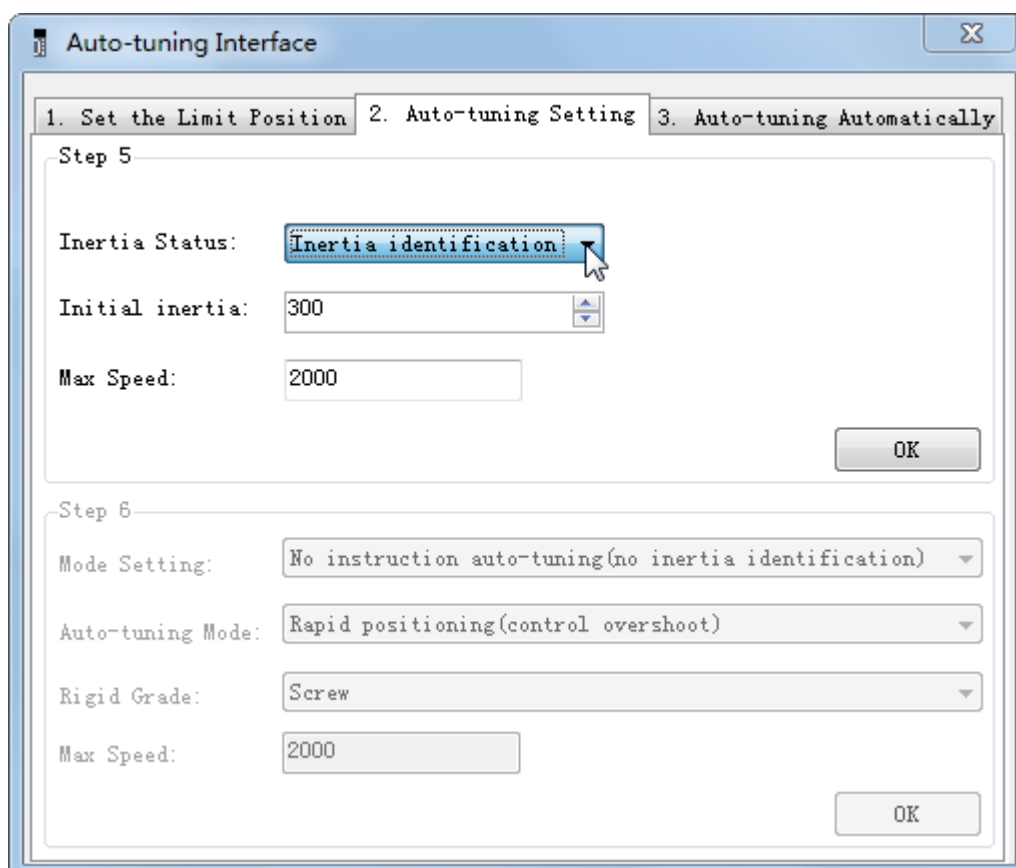 Auto-tuning Interface
1. Set the Limit Position 2. Auto-tuning Setting 3. Auto-tuning Automatically
Step 5
Inertia Status: Inertia identification
Initial inertia: 300
Max Speed: 2000
OK
Step 6
Mode Setting: No instruction auto-tuning(no inertia identification)
Auto-tuning Mode: Rapid positioning(control overshoot)
Rigid Grade: Screw
Max Speed: 2000
OK